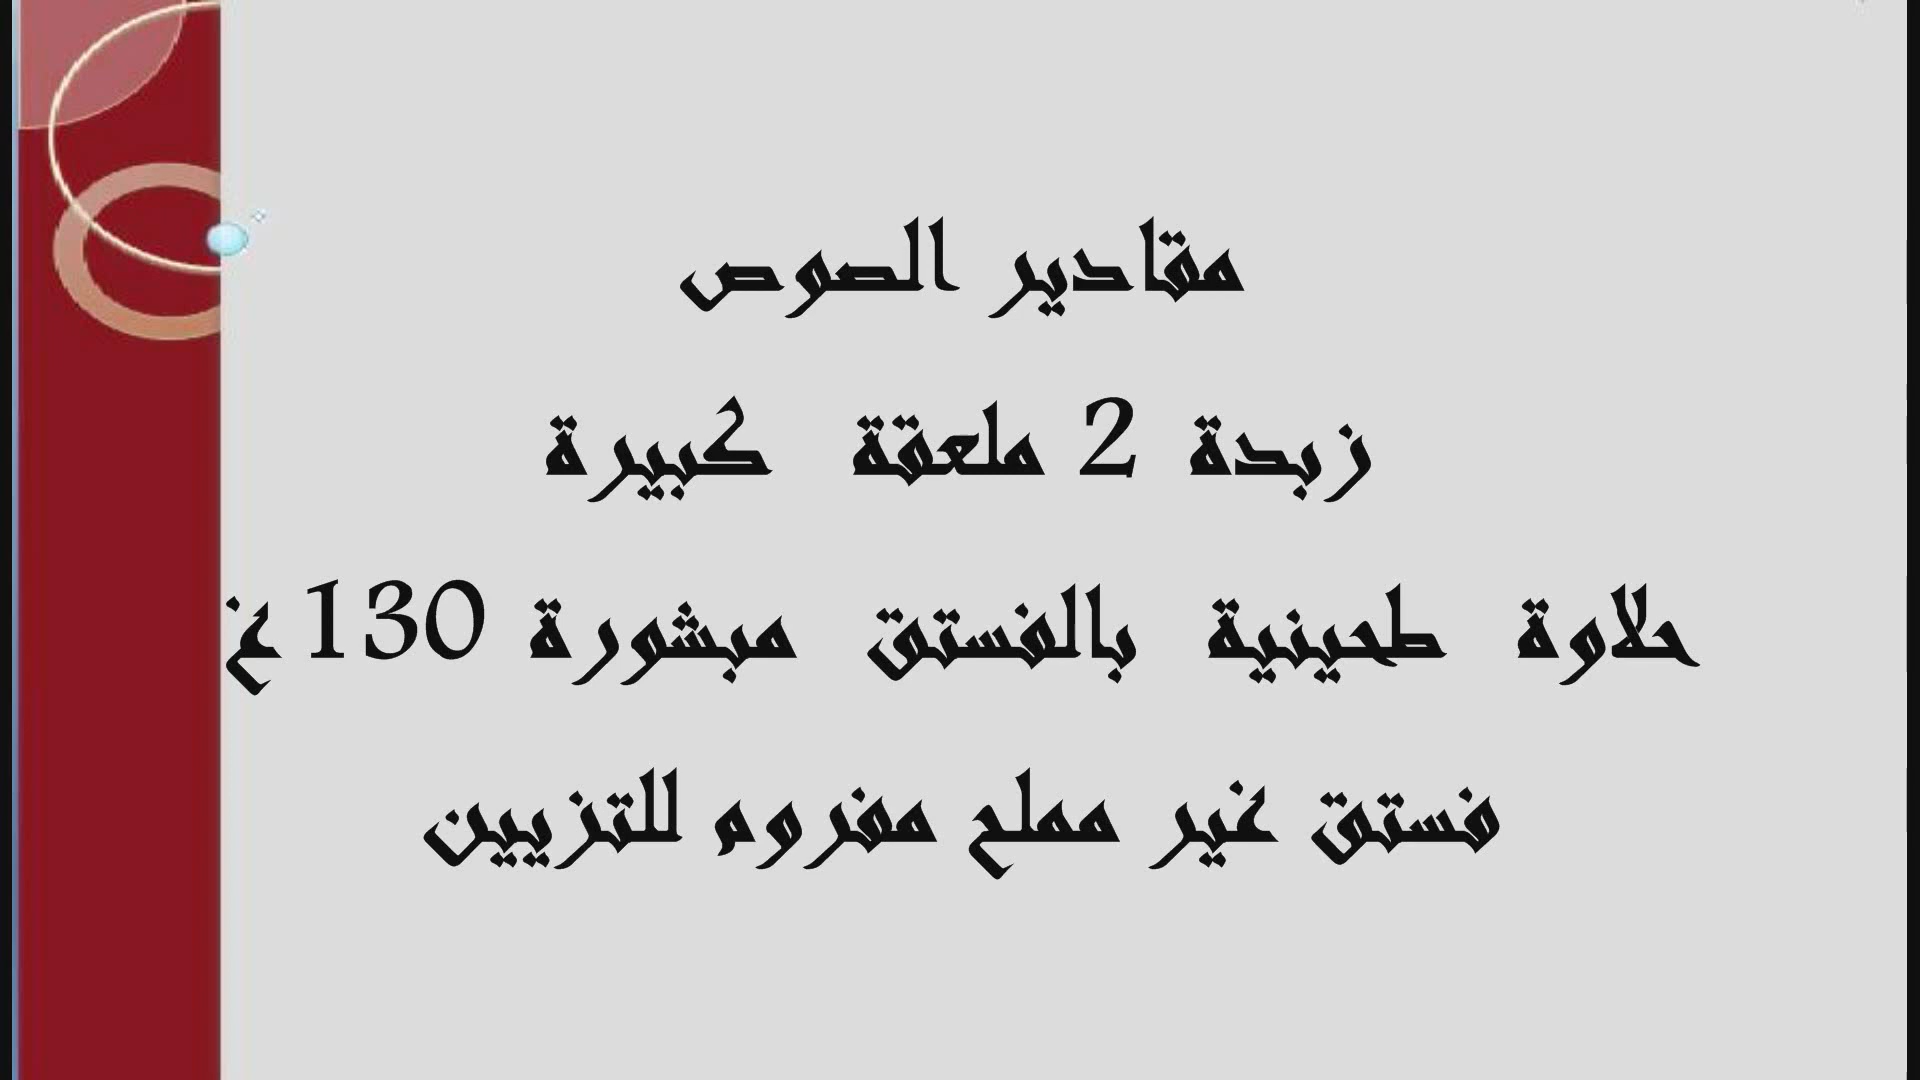 مقادير الصوص
زبدة 2 ملعقة كبيرة
حلاوة طحينية بالفستق مبشورة 130غ
فستق غير مملح مفروم للتزيين